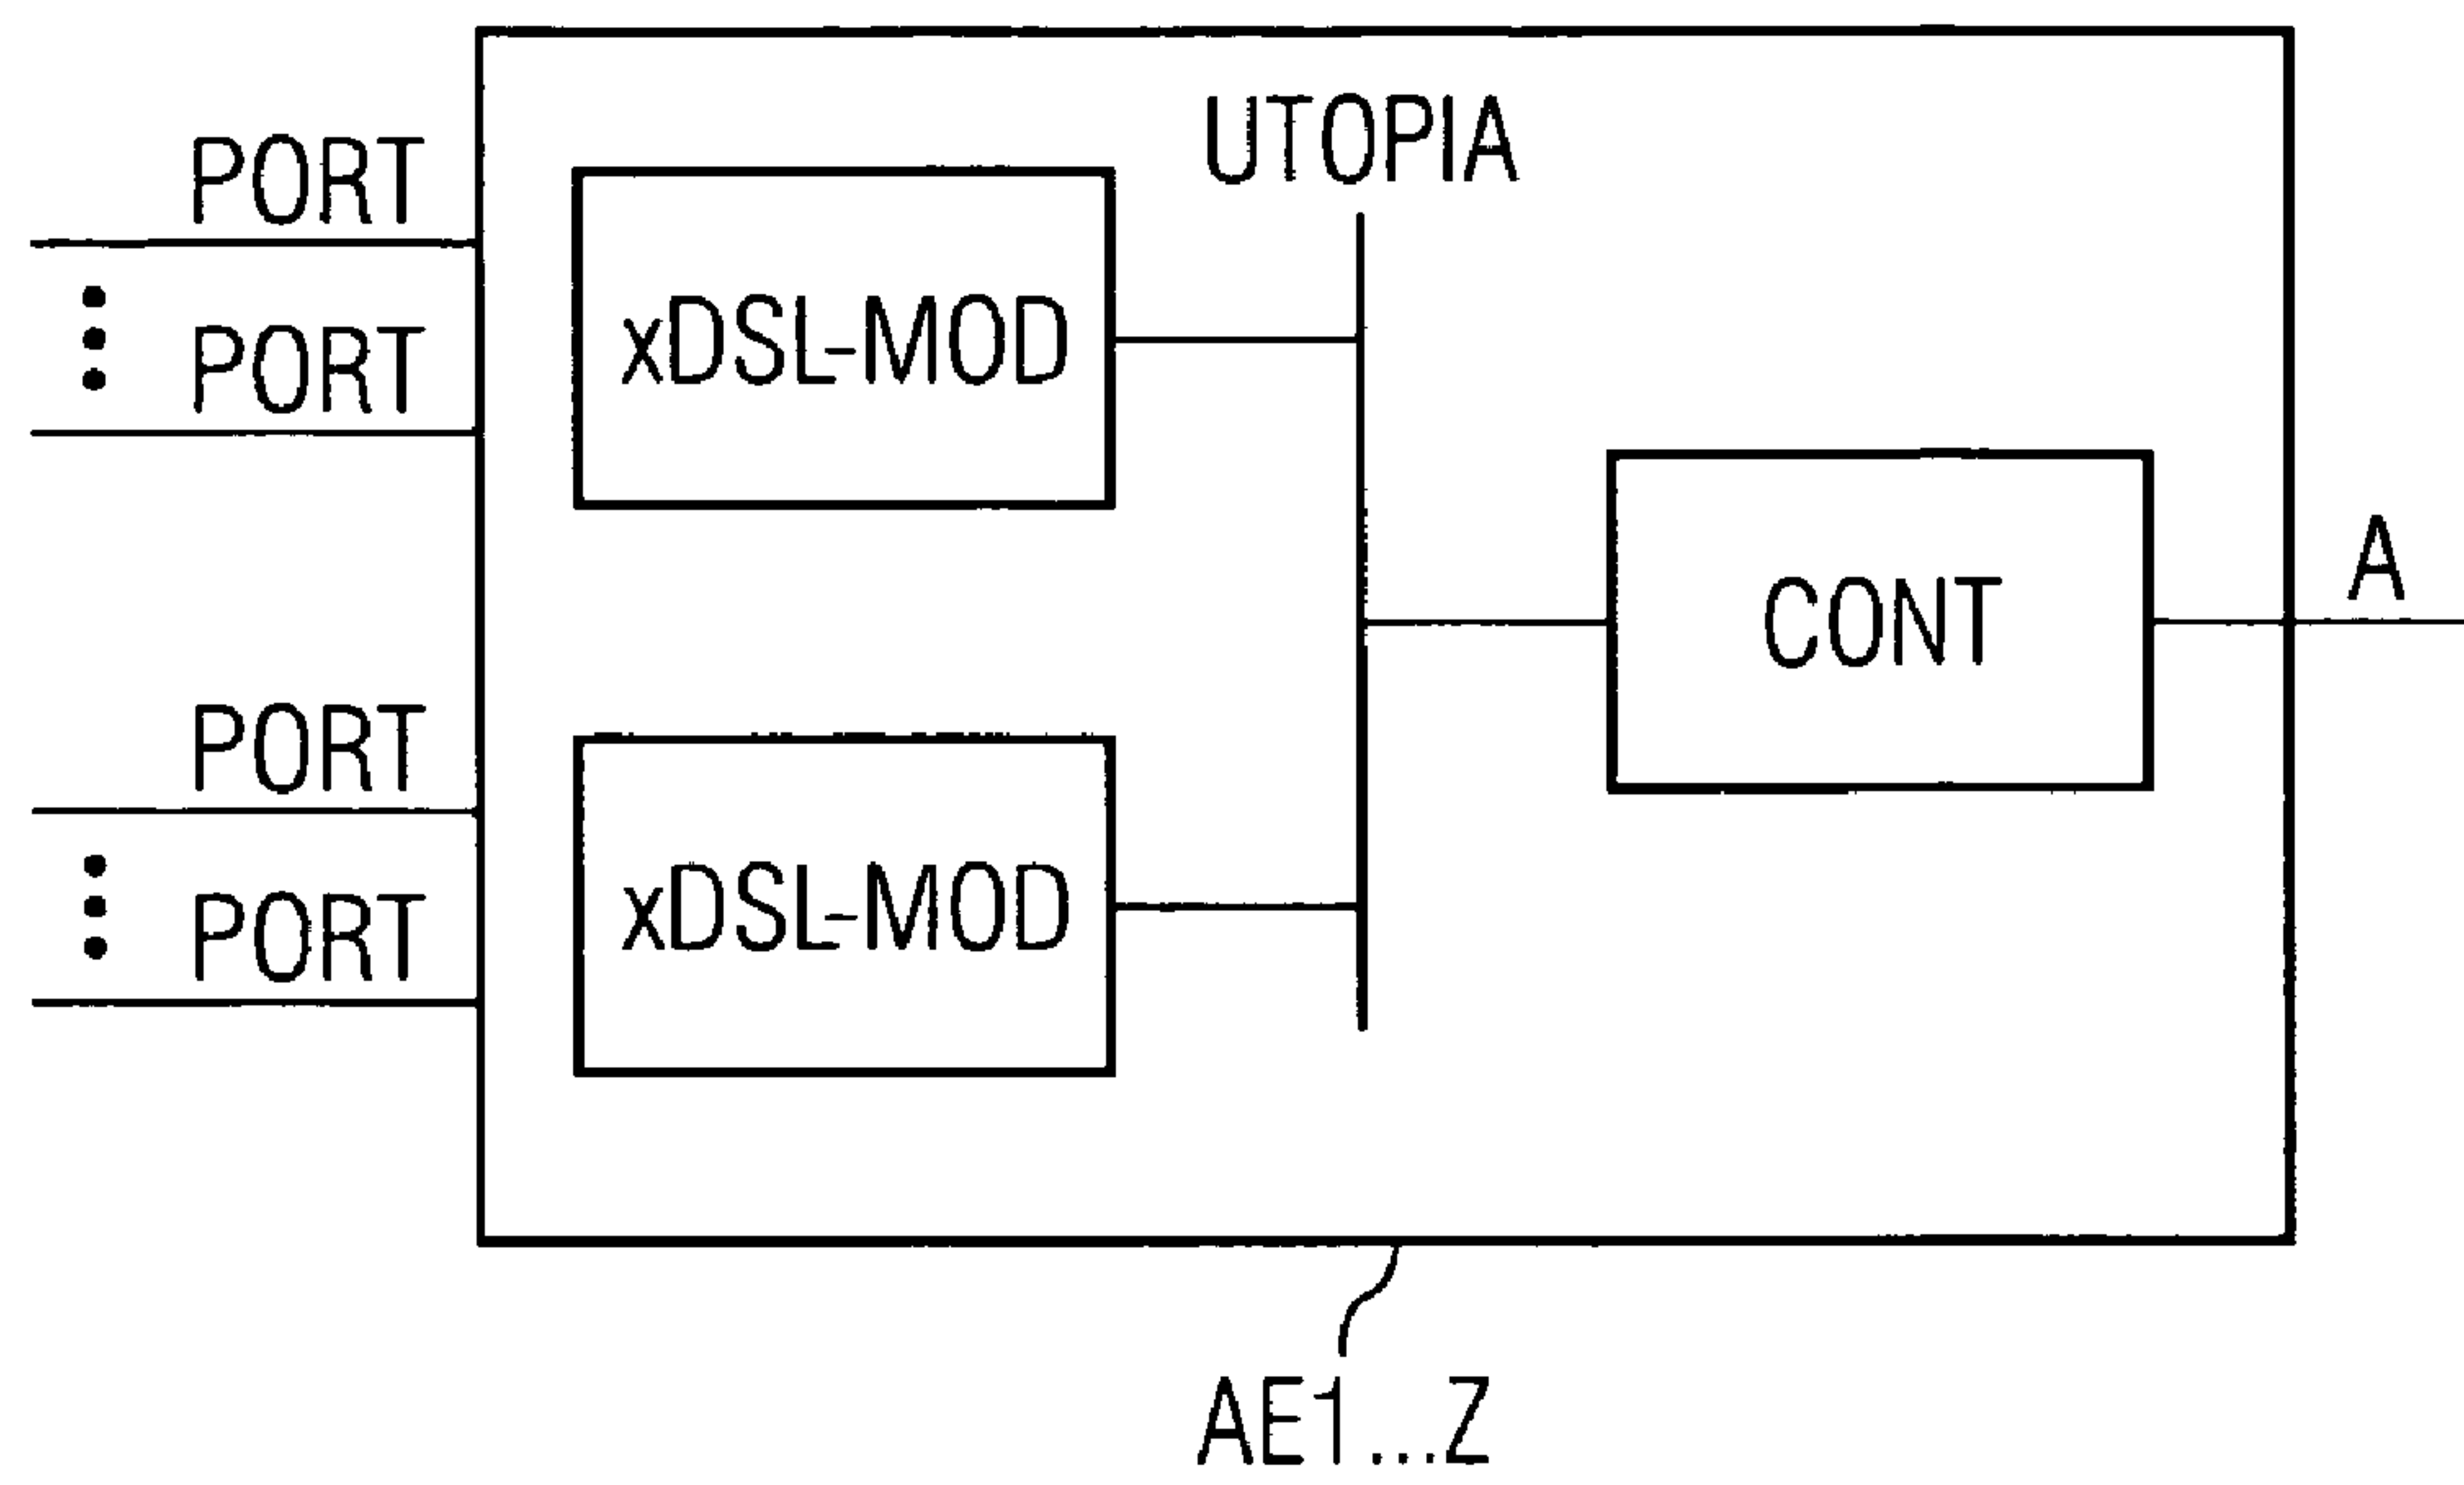 UTOPIA
PORT
xDSL-MOD
PORT
CONT
A
PORT
xDSL-MOD
PORT
AE1...Z